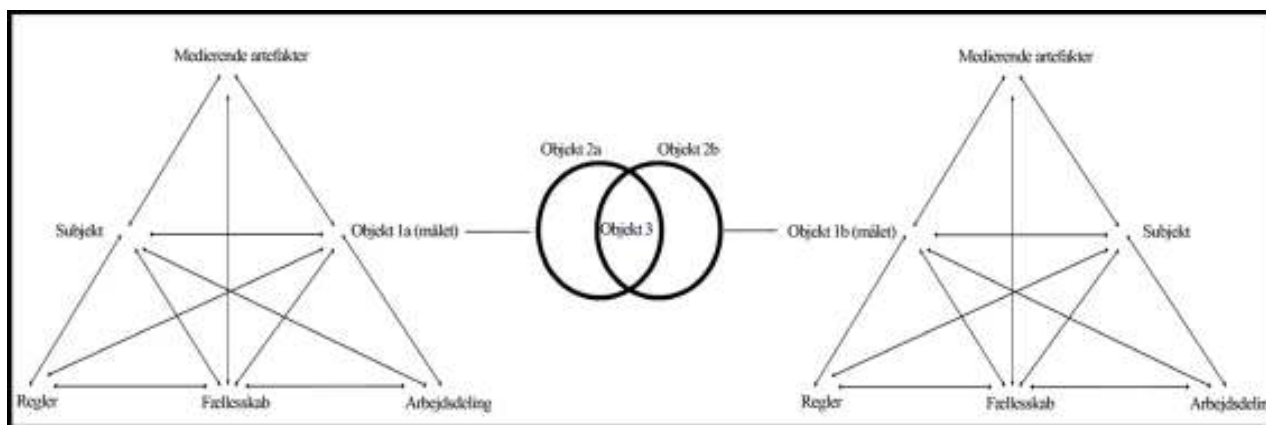 Medierende artefakter
Medierende artefakter
Objekt 2a
Objekt 2b
Subjekt
Objekt 1a (målet)
Objekt 3
Objekt 1b (målet)
Subjekt
Regler
Fællesskab
Arbejdsdeling
Regler
Fællesskab
Arbejdsdelin